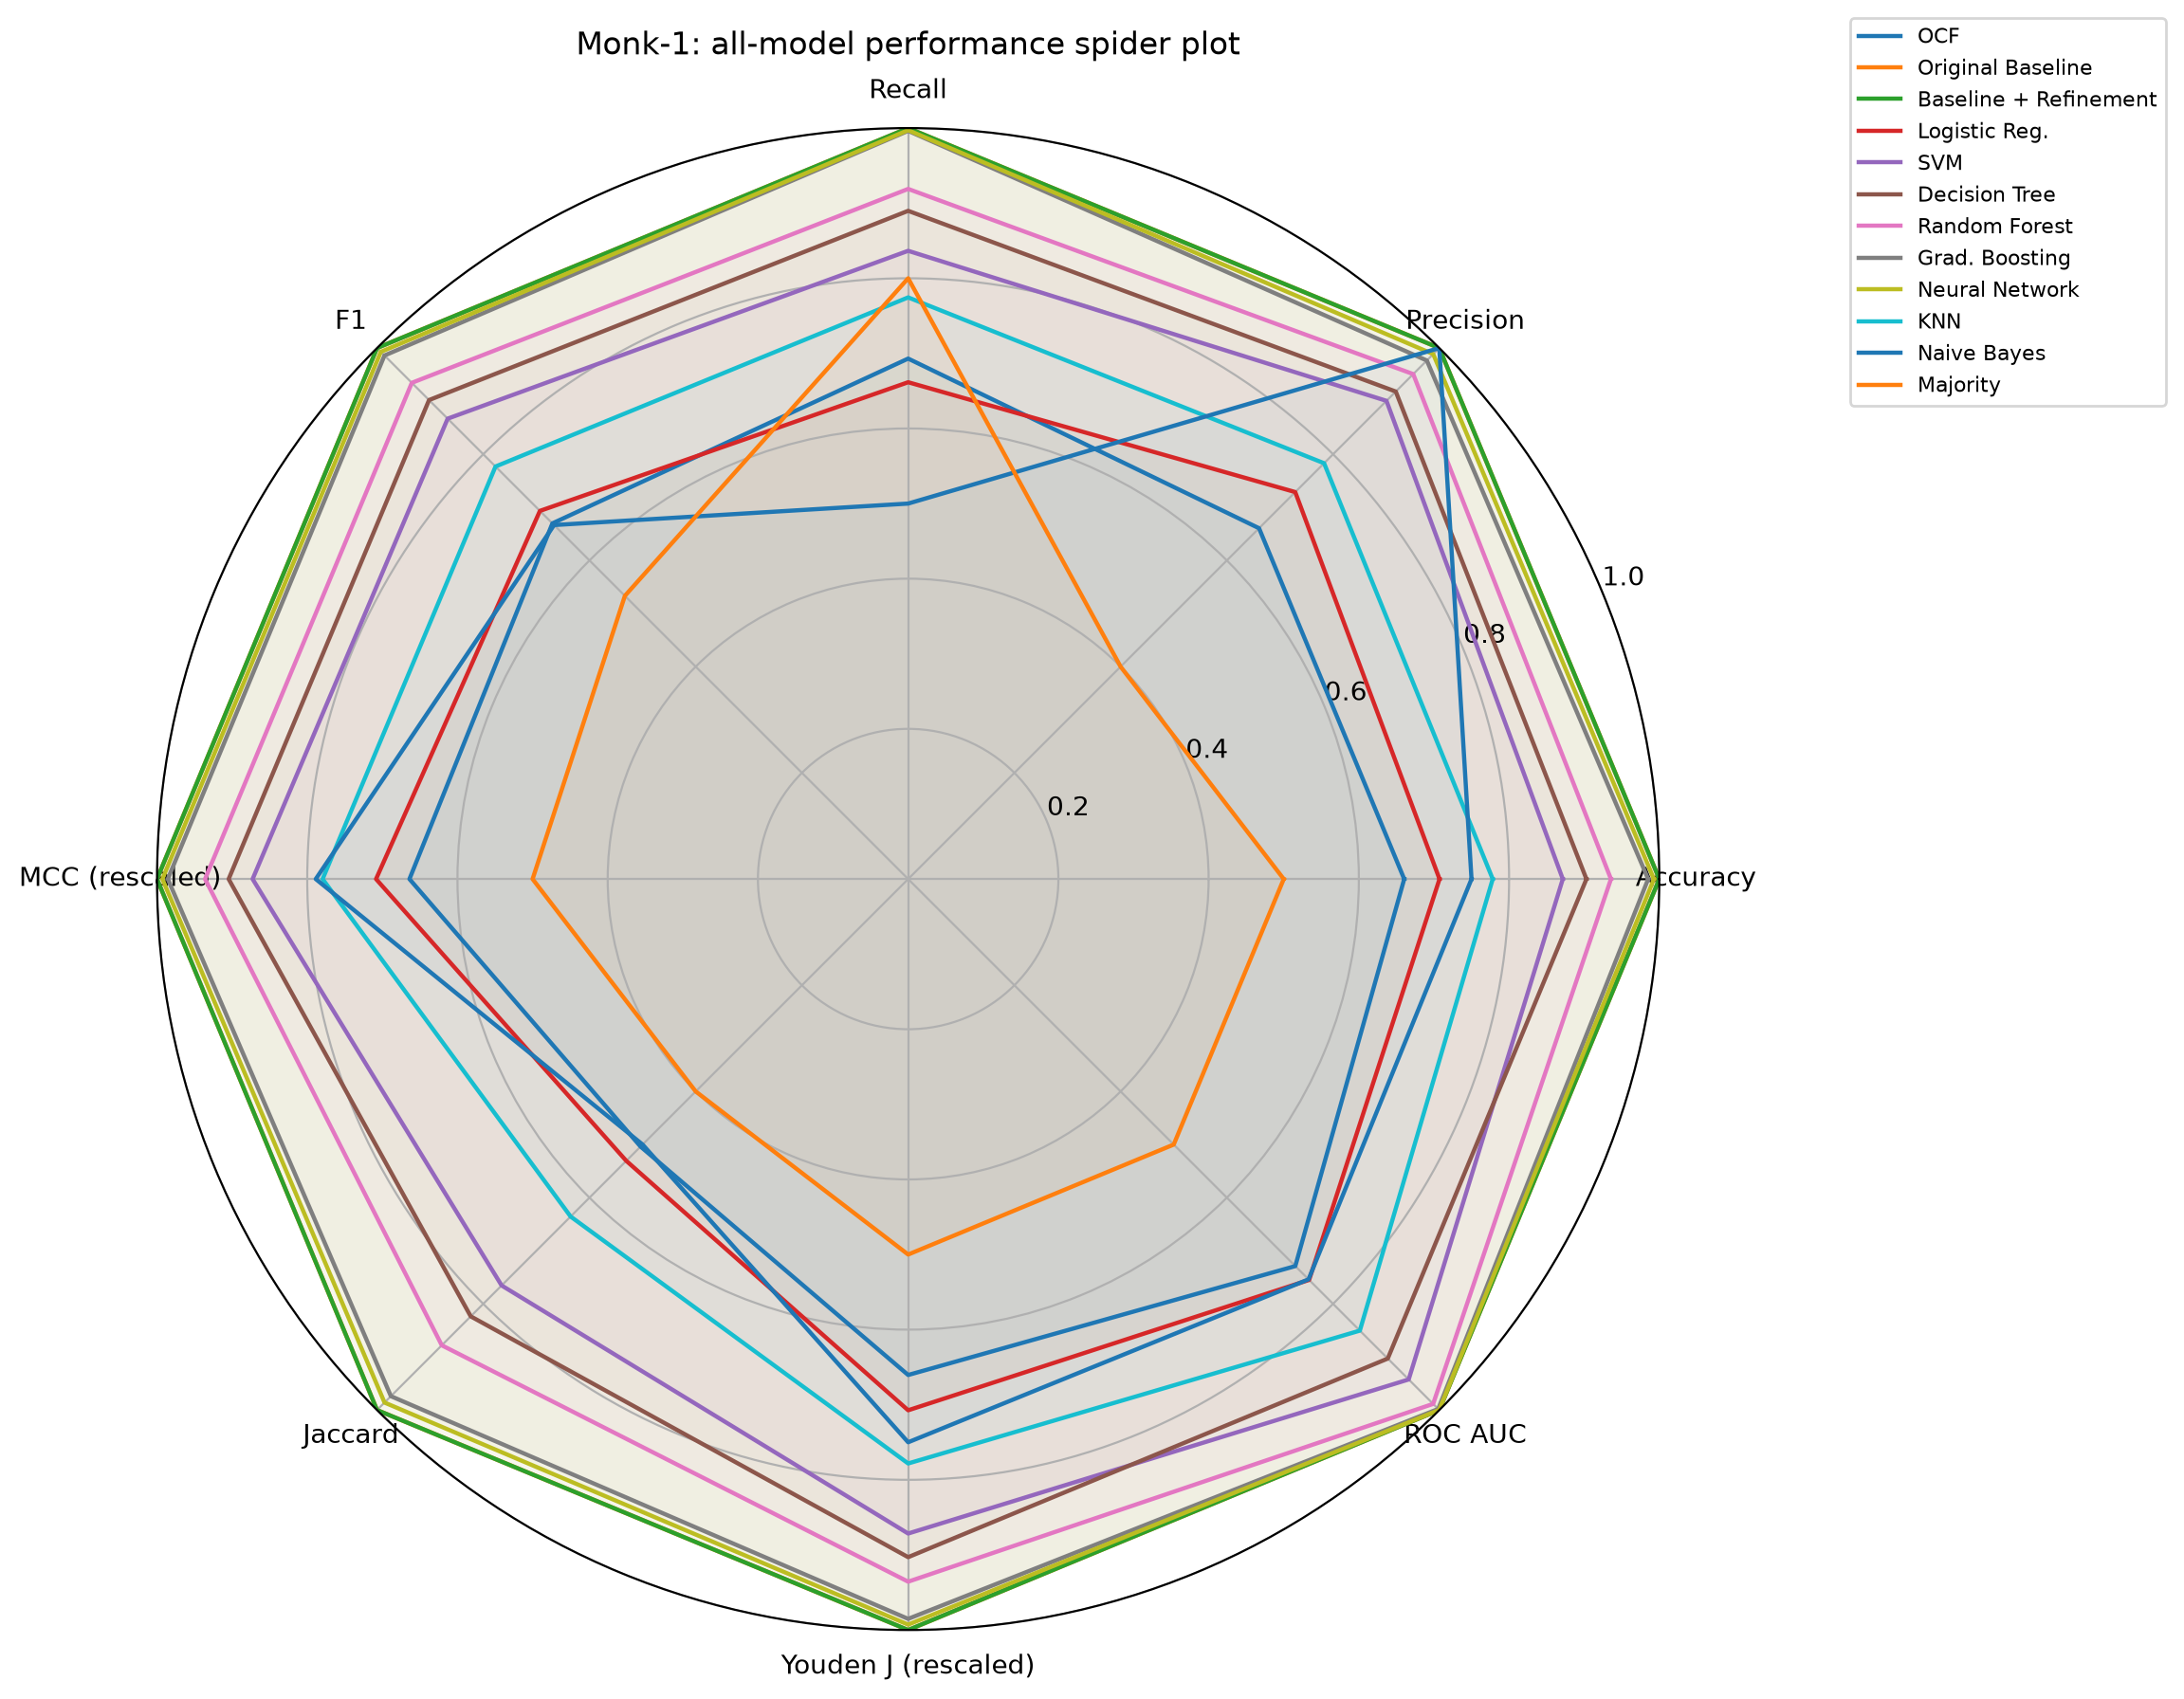 Monk-1: all-model performance spider plot
Recall
F1
Precision
1.0
0.8
0.6
0.4
0.2
MCC (rescaled)
Accuracy
Jaccard
ROC AUC
Youden J (rescaled)
OCF
Original Baseline
Baseline + Refinement
Logistic Reg.
SVM
Decision Tree
Random Forest
Grad. Boosting
Neural Network
KNN
Naive Bayes
Majority